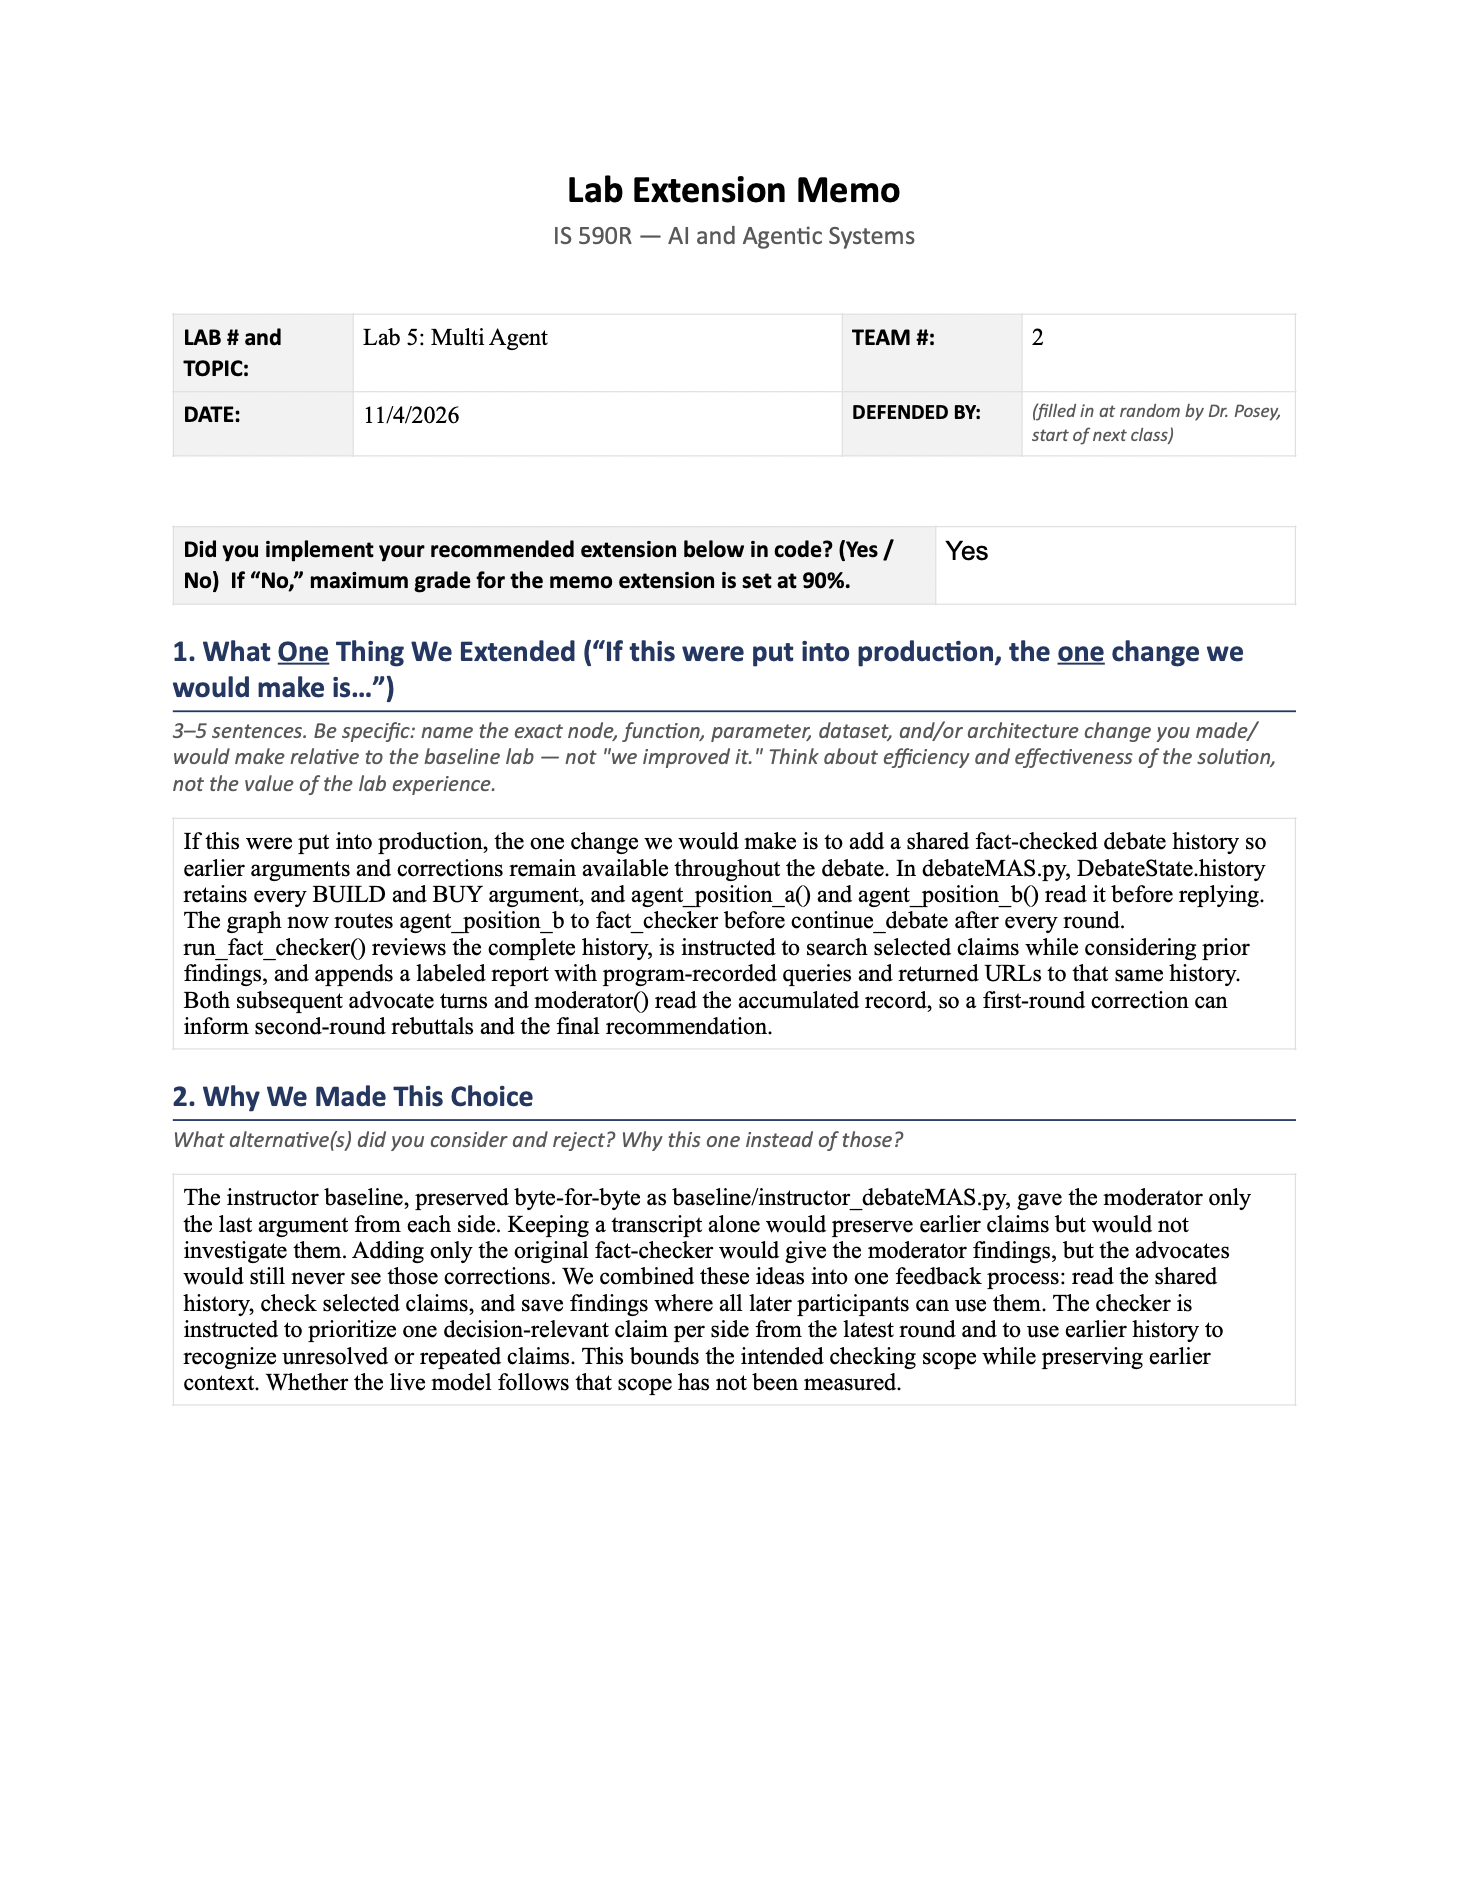 Lab Extension Memo
IS 590R — AI and Agentic Systems
LAB # and
TOPIC:
Lab 5: Multi Agent
TEAM #:
2
DATE:
11/4/2026
DEFENDED BY:
(filled in at random by Dr. Posey,
start of next class)
Did you implement your recommended extension below in code? (Yes /
No)  If “No,” maximum grade for the memo extension is set at 90%.
Yes
1. What One Thing We Extended (“If this were put into production, the one change we
would make is…”)
3–5 sentences. Be specific: name the exact node, function, parameter, dataset, and/or architecture change you made/
would make relative to the baseline lab — not "we improved it." Think about efficiency and effectiveness of the solution,
not the value of the lab experience.
If this were put into production, the one change we would make is to add a shared fact-checked debate history so
earlier arguments and corrections remain available throughout the debate. In debateMAS.py, DebateState.history
retains every BUILD and BUY argument, and agent_position_a() and agent_position_b() read it before replying.
The graph now routes agent_position_b to fact_checker before continue_debate after every round.
run_fact_checker() reviews the complete history, is instructed to search selected claims while considering prior
findings, and appends a labeled report with program-recorded queries and returned URLs to that same history.
Both subsequent advocate turns and moderator() read the accumulated record, so a first-round correction can
inform second-round rebuttals and the final recommendation.
2. Why We Made This Choice
What alternative(s) did you consider and reject? Why this one instead of those?
The instructor baseline, preserved byte-for-byte as baseline/instructor_debateMAS.py, gave the moderator only
the last argument from each side. Keeping a transcript alone would preserve earlier claims but would not
investigate them. Adding only the original fact-checker would give the moderator findings, but the advocates
would still never see those corrections. We combined these ideas into one feedback process: read the shared
history, check selected claims, and save findings where all later participants can use them. The checker is
instructed to prioritize one decision-relevant claim per side from the latest round and to use earlier history to
recognize unresolved or repeated claims. This bounds the intended checking scope while preserving earlier
context. Whether the live model follows that scope has not been measured.